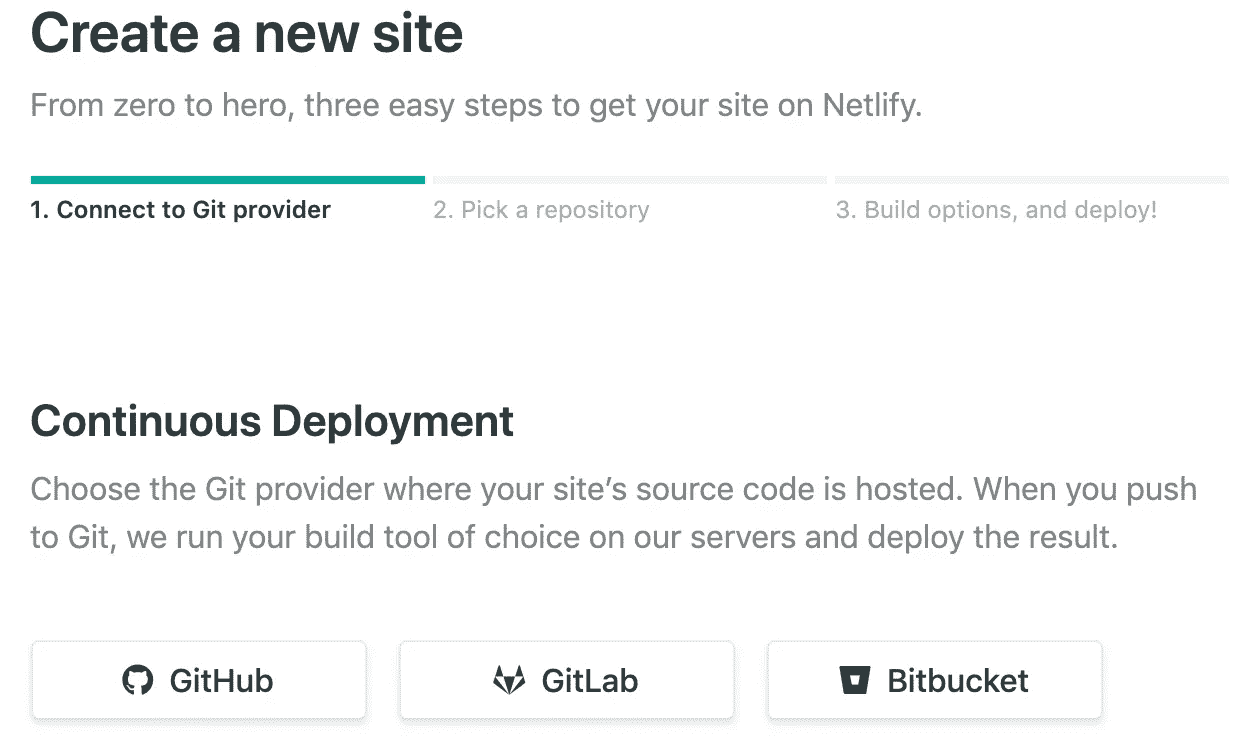 Create a new site
From zero to hero, three easy steps to get your site on Netlify.
1. Connect to Git provider
2. Pick a repository
3. Build options, and deploy!
Continuous Deployment
Choose the Git provider where your site’s source code is hosted. When you push
to Git, we run your build tool of choice on our servers and deploy the result.
GitHub
GitLab
Bitbucket